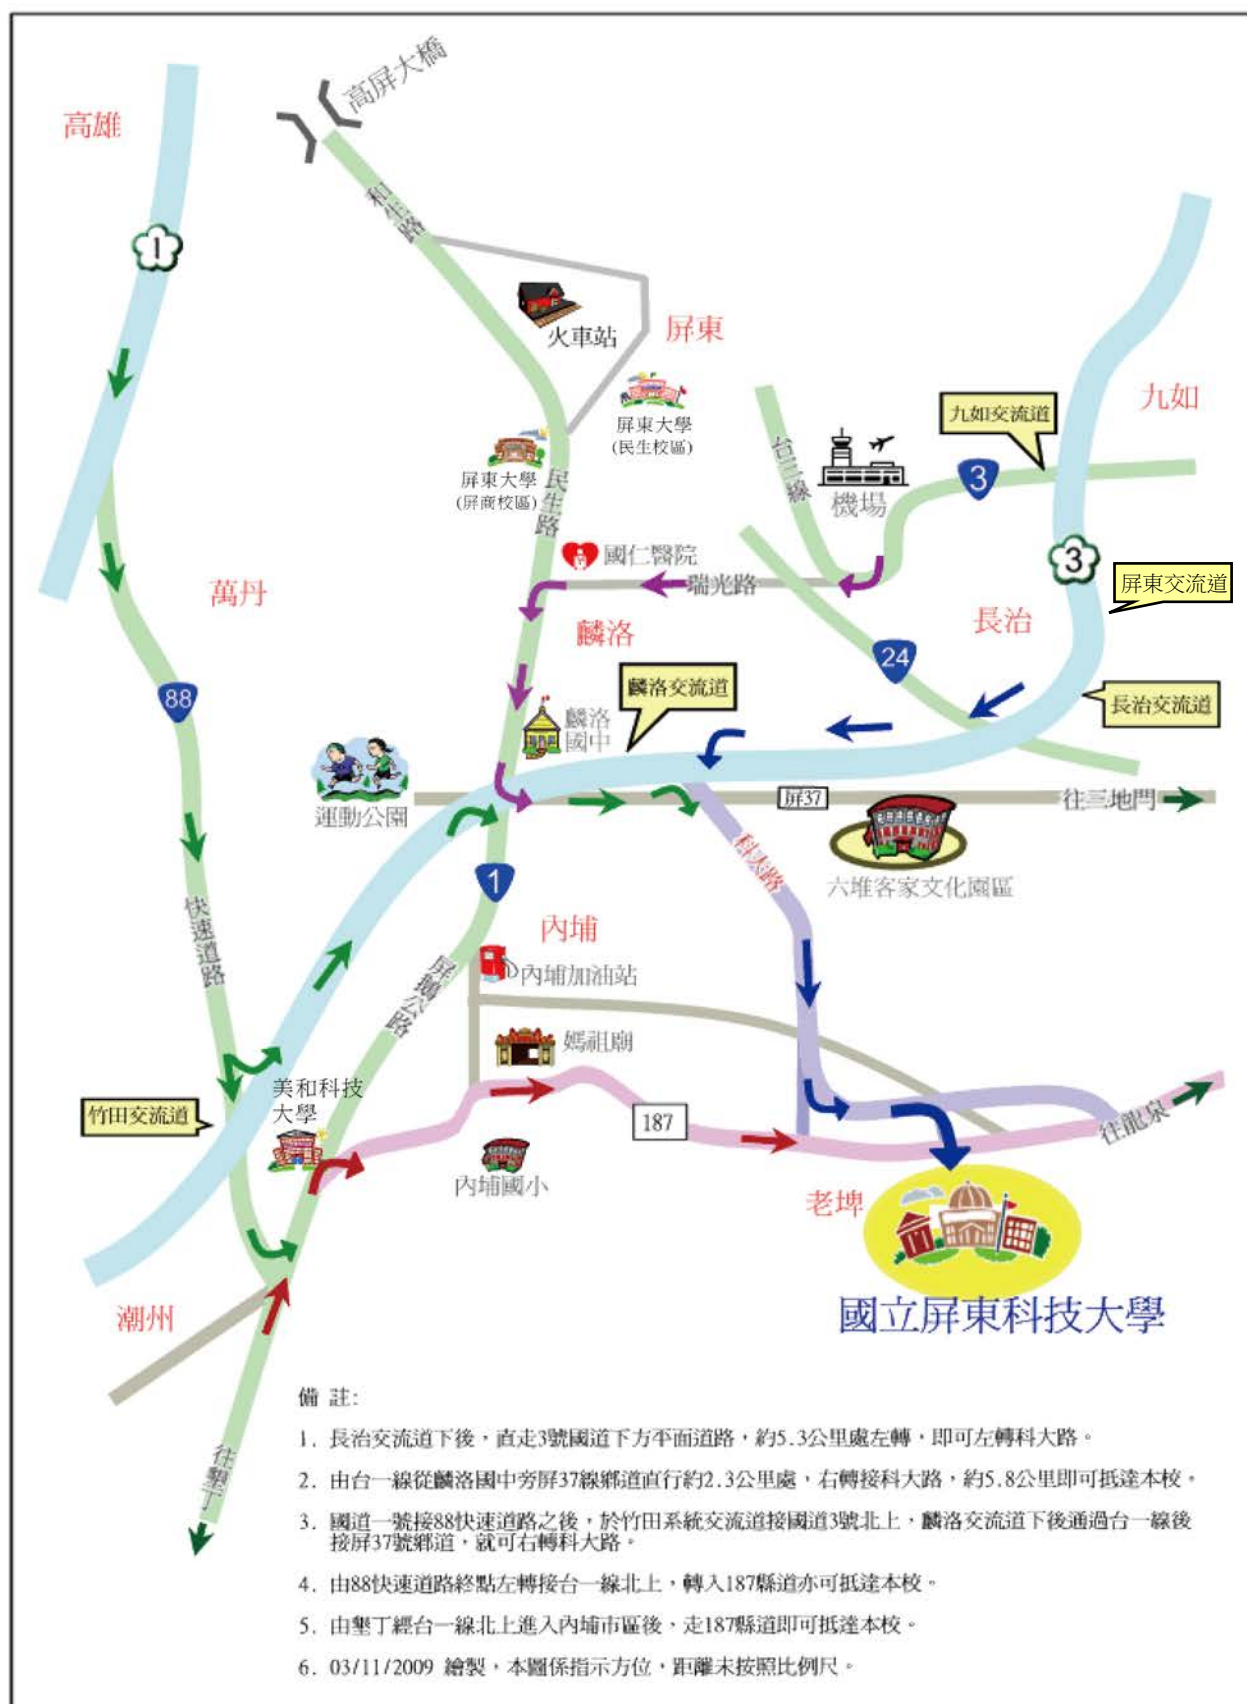 高屏大橋
高雄
和生路
1
火車站
屏東
九如
屏東大學
(民生校區)
九如交流道
台三線
3
屏東大學
(屏商校區)
民生路
機場
國仁醫院
3
瑞光路
屏東交流道
萬丹
麟洛
長治
24
麟洛交流道
88
長治交流道
麟洛
國中
運動公園
屏37
往三地門
科大路
六堆客家文化園區
1
快速道路
內埔
屏鵝公路
內埔加油站
媽祖廟
美和科技
大學
竹田交流道
187
往龍泉
內埔國小
老埤
潮州
國立屏東科技大學
往墾丁
備 註:
1. 長治交流道下後，直走3號國道下方平面道路，約5.3公里處左轉，即可左轉科大路。
2. 由台一線從麟洛國中旁屏37線鄉道直行約2.3公里處，右轉接科大路，約5.8公里即可抵達本校。
3. 國道一號接88快速道路之後，於竹田系統交流道接國道3號北上，麟洛交流道下後通過台一線後
接屏37號鄉道，就可右轉科大路。
4. 由88快速道路終點左轉接台一線北上，轉入187縣道亦可抵達本校。
5. 由墾丁經台一線北上進入內埔市區後，走187縣道即可抵達本校。
6. 03/11/2009 繪製，本圖係指示方位，距離未按照比例尺。